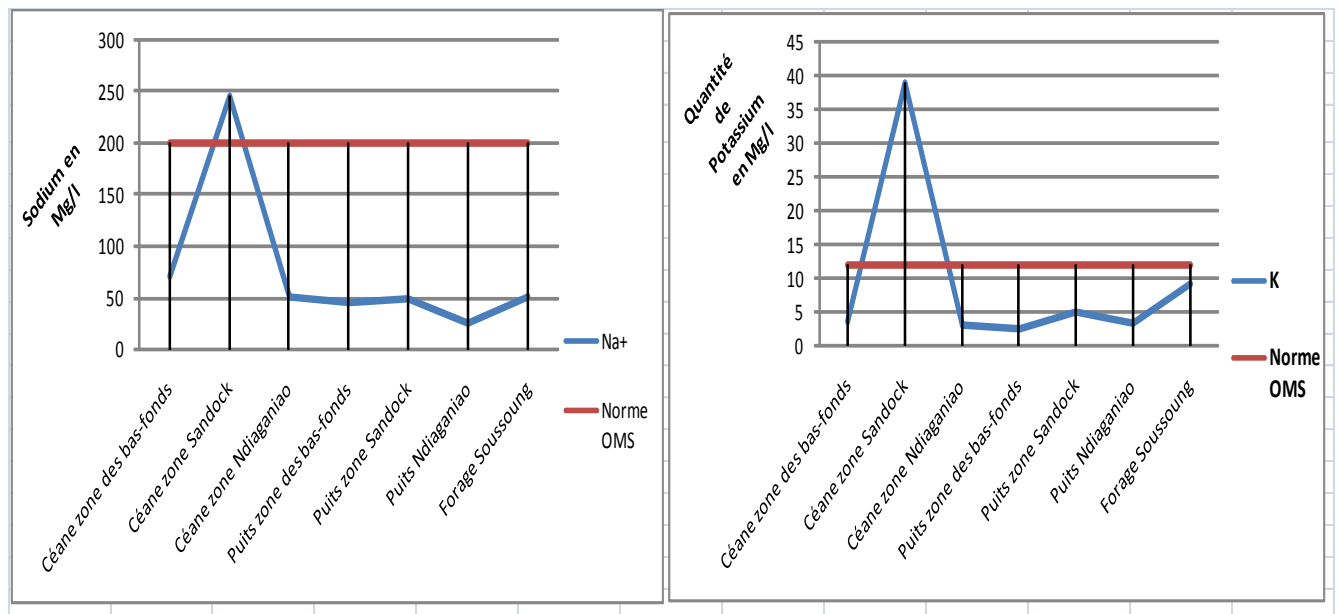 Sodium en
Mg/l
300
250
200
150
100
50
0
Céane zone des bas-fonds
Céane zone Sandock
Céane zone Ndiaganiao
Puits zone des bas-fonds
Puits zone Sandock
Puits Ndiaganiao
Forage Soussoung
Na+
Norme
OMS
Quantité
de
Potassium
en Mg/l
45
40
35
30
25
20
15
10
5
0
Céane zone des bas-fonds
Céane zone Sandock
Céane zone Ndiaganiao
Puits zone des bas-fonds
Puits zone Sandock
Puits Ndiaganiao
Forage Soussoung
K
Norme
OMS